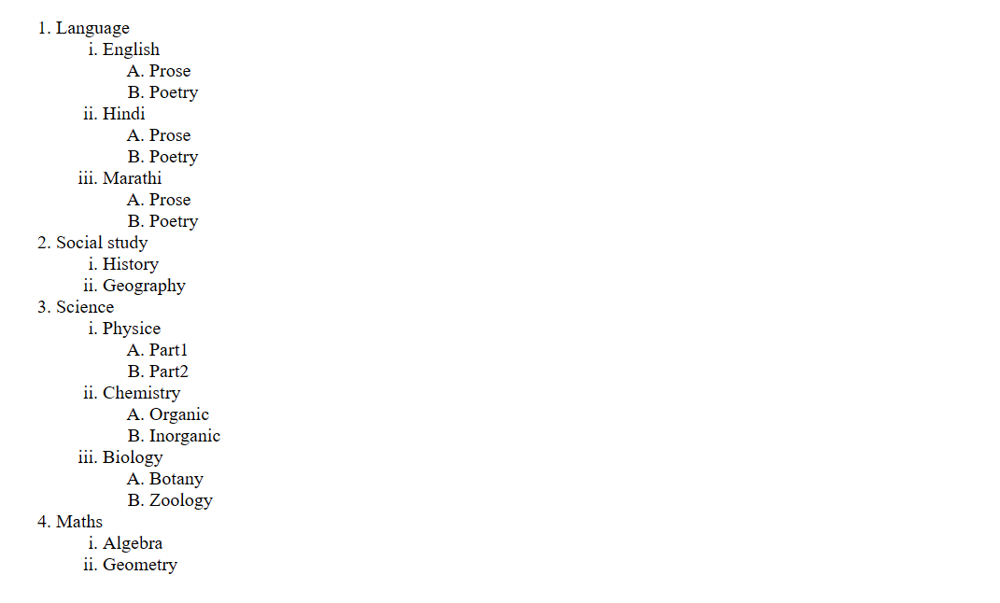 1. Language
i. English
A. Prose
B. Poetry
ii. Hindi
A. Prose
B. Poetry
iii. Marathi
A. Prose
B. Poetry
2. Social study
i. History
ii. Geography
3. Science
i. Physice
A. Part1
B. Part2
ii. Chemistry
A. Organic
B. Inorganic
iii. Biology
A. Botany
B. Zoology
4. Maths
i. Algebra
ii. Geometry